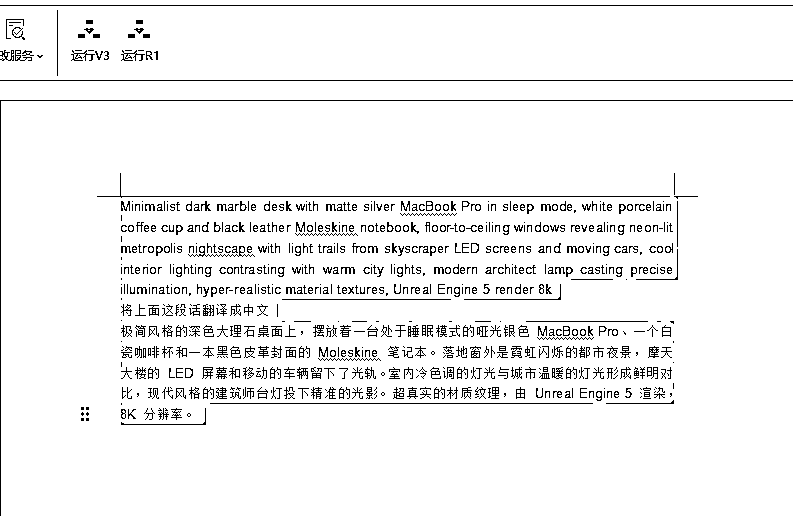 改服务
运行V3 运行R1
Minimalist dark marble desk with matte silver MacBook Pro in sleep mode, white porcelain
coffee cup and black leather Moleskine notebook, floor-to-ceiling windows revealing neon-lit
metropolis nightscape with light trails from skyscraper LED screens and moving cars, cool
interior lighting contrasting with warm city lights, modern architect lamp casting precise
illumination, hyper-realistic material textures, Unreal Engine 5 render 8k
将上面这段话翻译成中文
极简风格的深色大理石桌面上，摆放着一台处于睡眠模式的哑光银色 MacBook Pro、一个白
瓷咖啡杯和一本黑色皮革封面的 Moleskine 笔记本。落地窗外是霓虹闪烁的都市夜景，摩天
大楼的 LED 屏幕和移动的车辆留下了光轨。室内冷色调的灯光与城市温暖的灯光形成鲜明对
比，现代风格的建筑师台灯投下精准的光影。超真实的材质纹理，由 Unreal Engine 5 渲染，
8K 分辨率。